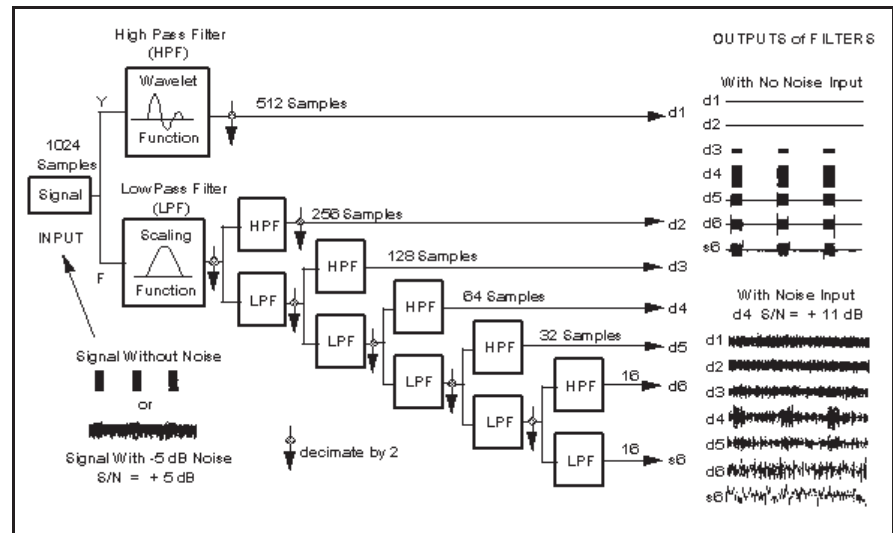 High Pass Filter
(HPF)
Wavelet
Function
Y
512 Samples
d1
1024
Samples
Signal
INPUT
F
Low Pass Filter
(LPF)
Scaling
Function
HPF
256 Samples
d2
LPF
HPF
128 Samples
d3
LPF
HPF
64 Samples
d4
LPF
HPF
32 Samples
d5
LPF
HPF
16
d6
LPF
16
s6
Signal Without Noise
or
Signal With -5 dB Noise
S/N = + 5 dB
decimate by 2
OUTPUTS of FILTERS
With No Noise Input
d1
d2
d3
d4
d5
d6
s6
With Noise Input
d4 S/N = + 11 dB
d1
d2
d3
d4
d5
d6
s6